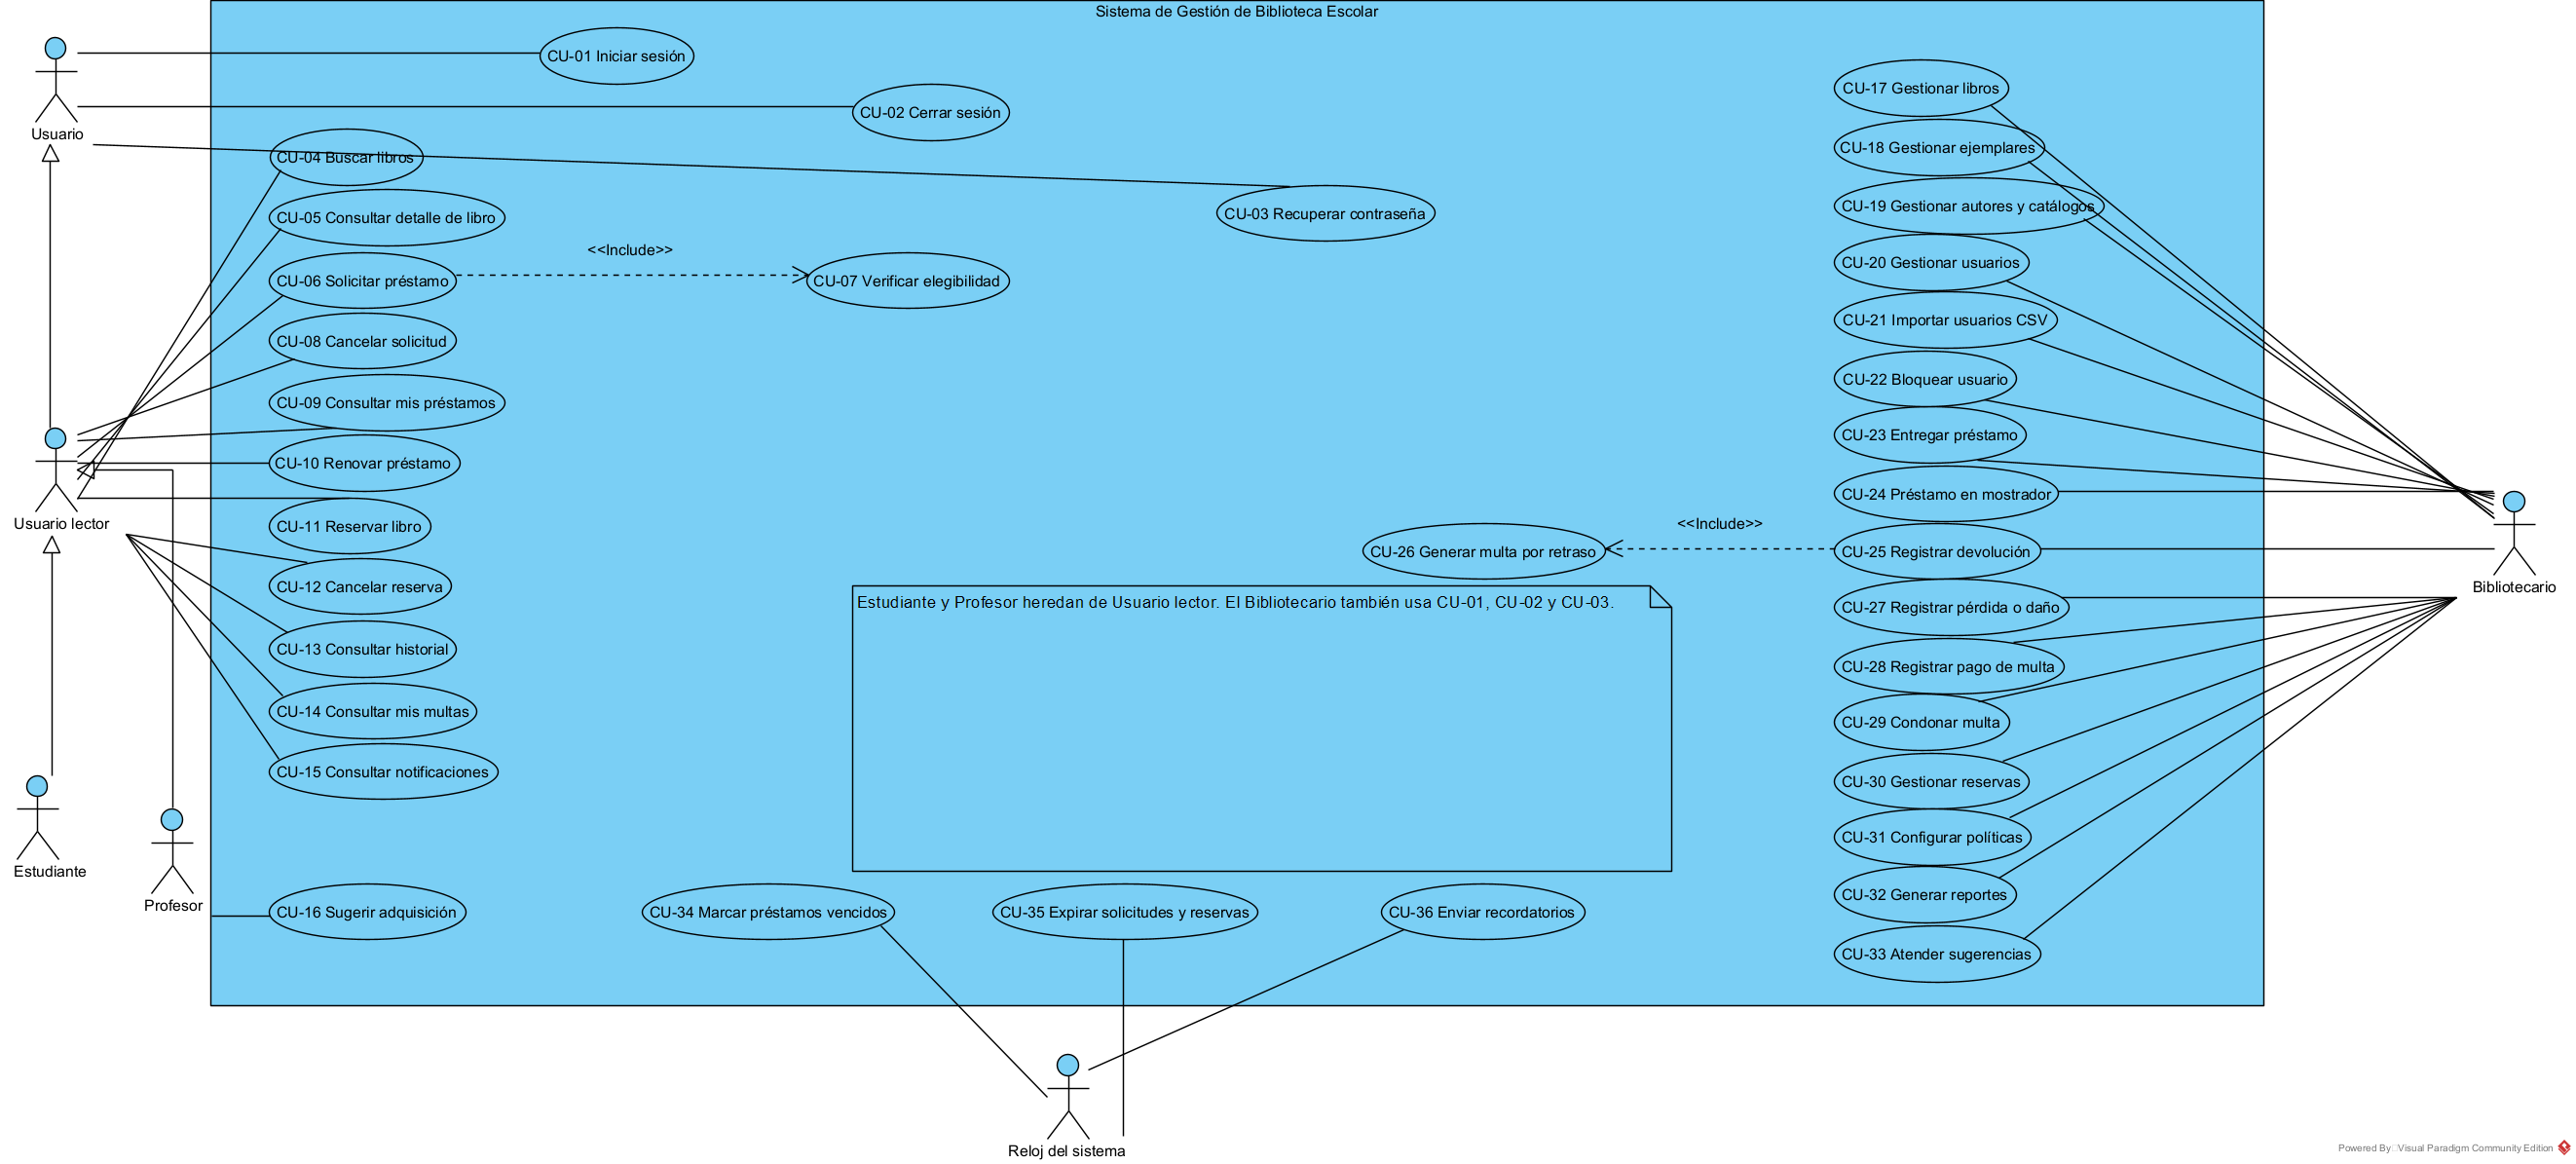 Sistema de Gestión de Biblioteca Escolar
Usuario
CU-01 Iniciar sesión
CU-02 Cerrar sesión
CU-03 Recuperar contraseña
CU-04 Buscar libros
CU-05 Consultar detalle de libro
CU-06 Solicitar préstamo
<<Include>>
CU-07 Verificar elegibilidad
CU-08 Cancelar solicitud
CU-09 Consultar mis préstamos
CU-10 Renovar préstamo
Usuario lector
CU-11 Reservar libro
CU-12 Cancelar reserva
CU-13 Consultar historial
CU-14 Consultar mis multas
CU-15 Consultar notificaciones
Estudiante
Profesor
CU-16 Sugerir adquisición
CU-17 Gestionar libros
CU-18 Gestionar ejemplares
CU-19 Gestionar autores y catálogos
CU-20 Gestionar usuarios
CU-21 Importar usuarios CSV
CU-22 Bloquear usuario
CU-23 Entregar préstamo
CU-24 Préstamo en mostrador
<<Include>>
CU-26 Generar multa por retraso
CU-25 Registrar devolución
Bibliotecario
Estudiante y Profesor heredan de Usuario lector. El Bibliotecario también usa CU-01, CU-02 y CU-03.
CU-27 Registrar pérdida o daño
CU-28 Registrar pago de multa
CU-29 Condonar multa
CU-30 Gestionar reservas
CU-31 Configurar políticas
CU-32 Generar reportes
CU-33 Atender sugerencias
CU-34 Marcar préstamos vencidos
CU-35 Expirar solicitudes y reservas
CU-36 Enviar recordatorios
Reloj del sistema
Powered By Visual Paradigm Community Edition